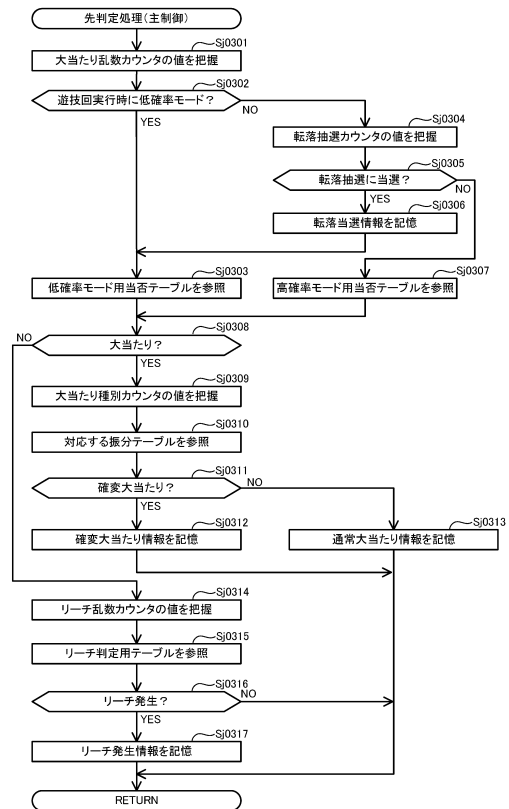 先判定処理(主制御)
Sj0301
大当たり乱数カウンタの値を把握
Sj0302
遊技回実行時に低確率モード?
NO
YES
Sj0304
転落抽選カウンタの値を把握
Sj0305
転落抽選に当選?
NO
YES
Sj0306
転落当選情報を記憶
Sj0303
低確率モード用当否テーブルを参照
Sj0307
高確率モード用当否テーブルを参照
Sj0308
NO
大当たり?
YES
Sj0309
大当たり種別カウンタの値を把握
Sj0310
対応する振分テーブルを参照
Sj0311
確変大当たり?
NO
YES
Sj0312
確変大当たり情報を記憶
Sj0313
通常大当たり情報を記憶
Sj0314
リーチ乱数カウンタの値を把握
Sj0315
リーチ判定用テーブルを参照
Sj0316
リーチ発生?
NO
YES
Sj0317
リーチ発生情報を記憶
RETURN